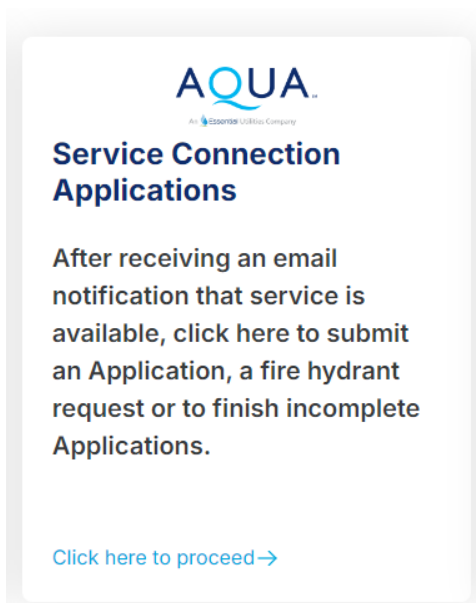 AQUA
An Essential Utilities Company
Service Connection
Applications
After receiving an email
notification that service is
available, click here to submit
an Application, a fire hydrant
request or to finish incomplete
Applications.
Click here to proceed→